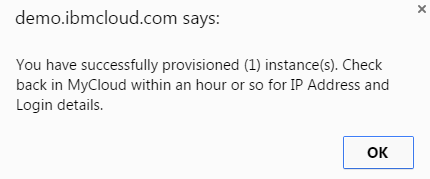 demo.ibmcloud.com says:
You have successfully provisioned (1) instance(s). Check
back in MyCloud within an hour or so for IP Address and
Login details.
OK